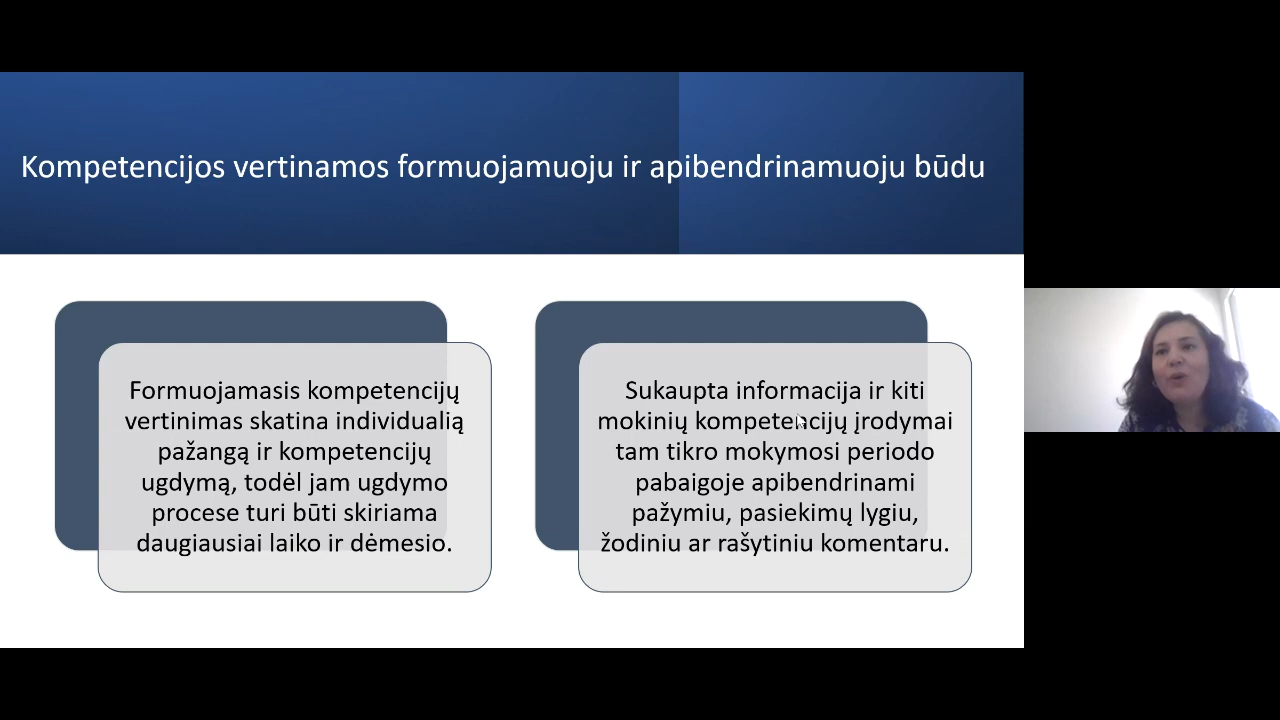 Kompetencijos vertinamos formuojamuoju ir apibendrinamuoju būdu
Formuojamasis kompetencijų
vertinimas skatina individualią
pažangą ir kompetencijų
ugdymą, todėl jam ugdymo
procese turi būti skiriama
daugiausiai laiko ir dėmesio.
Sukaupta informacija ir kiti
mokinių kompetencijų įrodymai
tam tikro mokymosi periodo
pabaigoje apibendrinami
pažymiu, pasiekimų lygiu,
žodiniu ar rašytiniu komentaru.